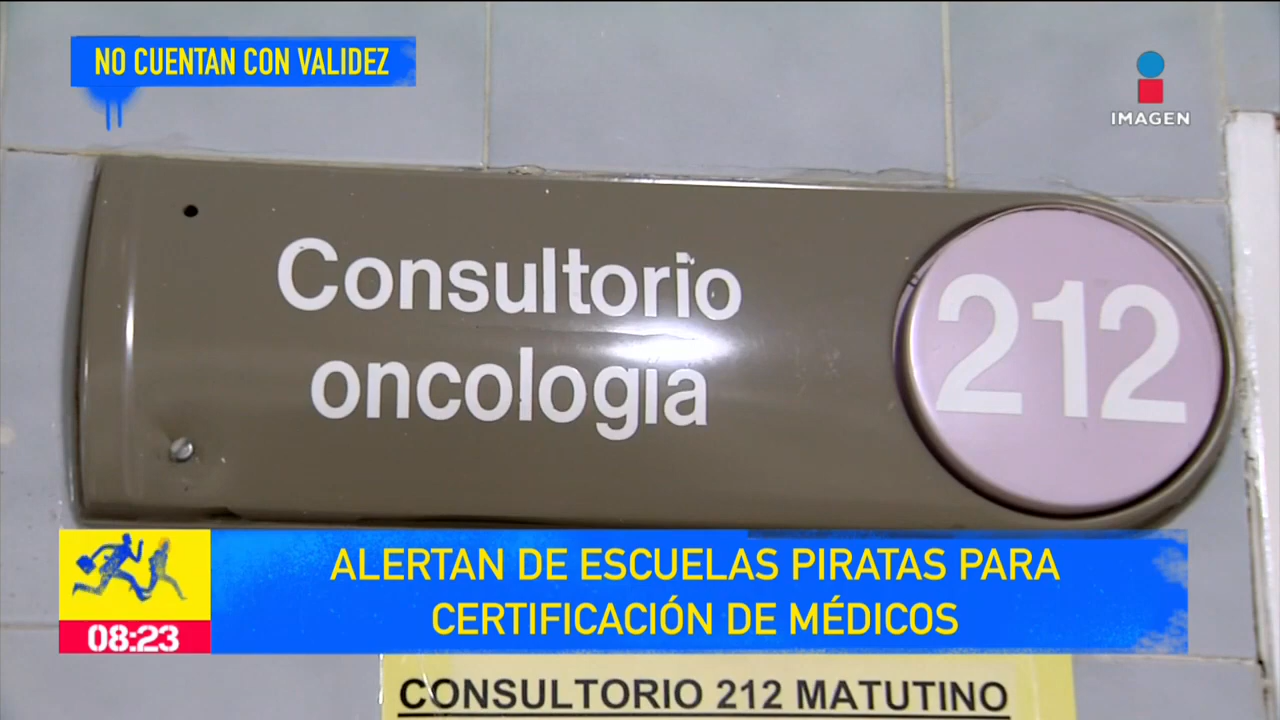 NO CUENTAN CON VALIDEZ
IMAGEN
Consultorio
oncología
212
ALERTAN DE ESCUELAS PIRATAS PARA
CERTIFICACIÓN DE MÉDICOS
08:23
CONSULTORIO 212 MATUTINO